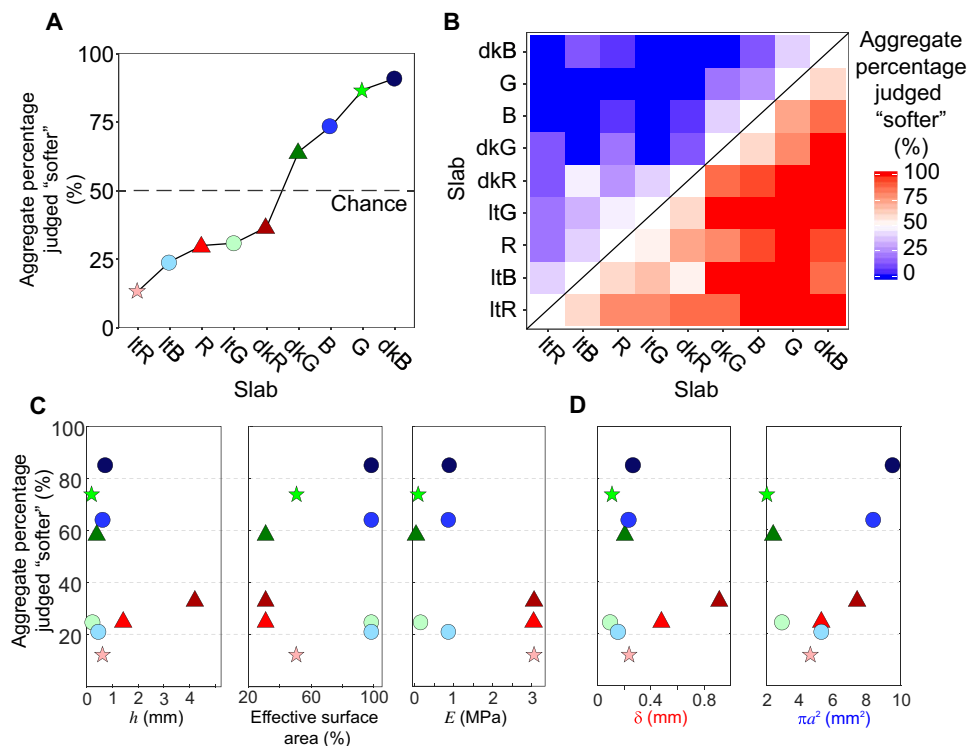 A
Aggregate percentage
judged “softer”
(%)
100
75
50
25
0
Chance
ltR
ltB
R
ltG
dkR
dkG
B
G
dkB
Slab
B
Slab
dkB
G
B
dkG
dkR
ltG
R
ltB
ltR
ltR
ltB
R
ltG
dkR
dkG
B
G
dkB
Slab
Aggregate
percentage
judged
“softer”
(%)
100
75
50
25
0
C
Aggregate percentage
judged “softer” (%)
100
80
60
40
20
0 2 4
h (mm)
20 60 100
Effective surface
area (%)
0 1 2 3
E (MPa)
D
0 0.4 0.8
δ (mm)
2 4 6 8 10
πa² (mm²)